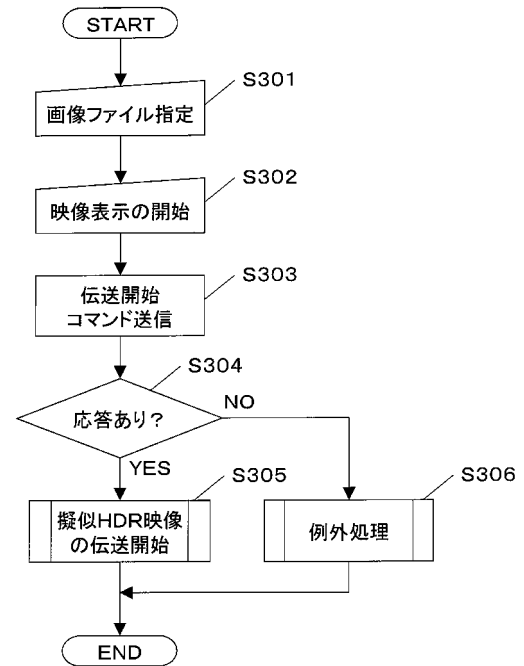 START
S301
画像ファイル指定
S302
映像表示の開始
S303
伝送開始
コマンド送信
S304
応答あり?
NO
YES
S305
擬似HDR映像
の伝送開始
S306
例外処理
END